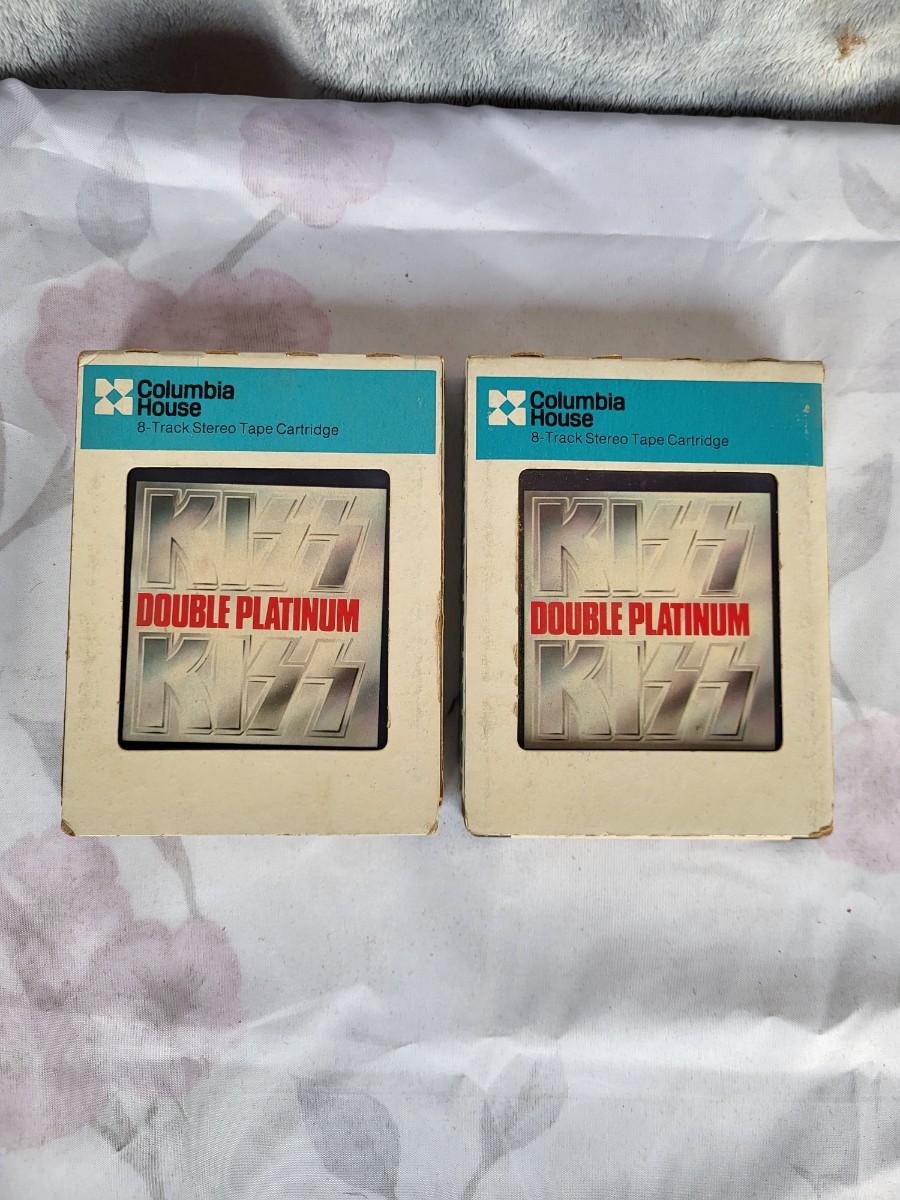 Columbia
House
8-Track Stereo Tape Cartridge
KISS
DOUBLE PLATINUM
KISS
Columbia
House
8-Track Stereo Tape Cartridge
KISS
DOUBLE PLATINUM
KISS